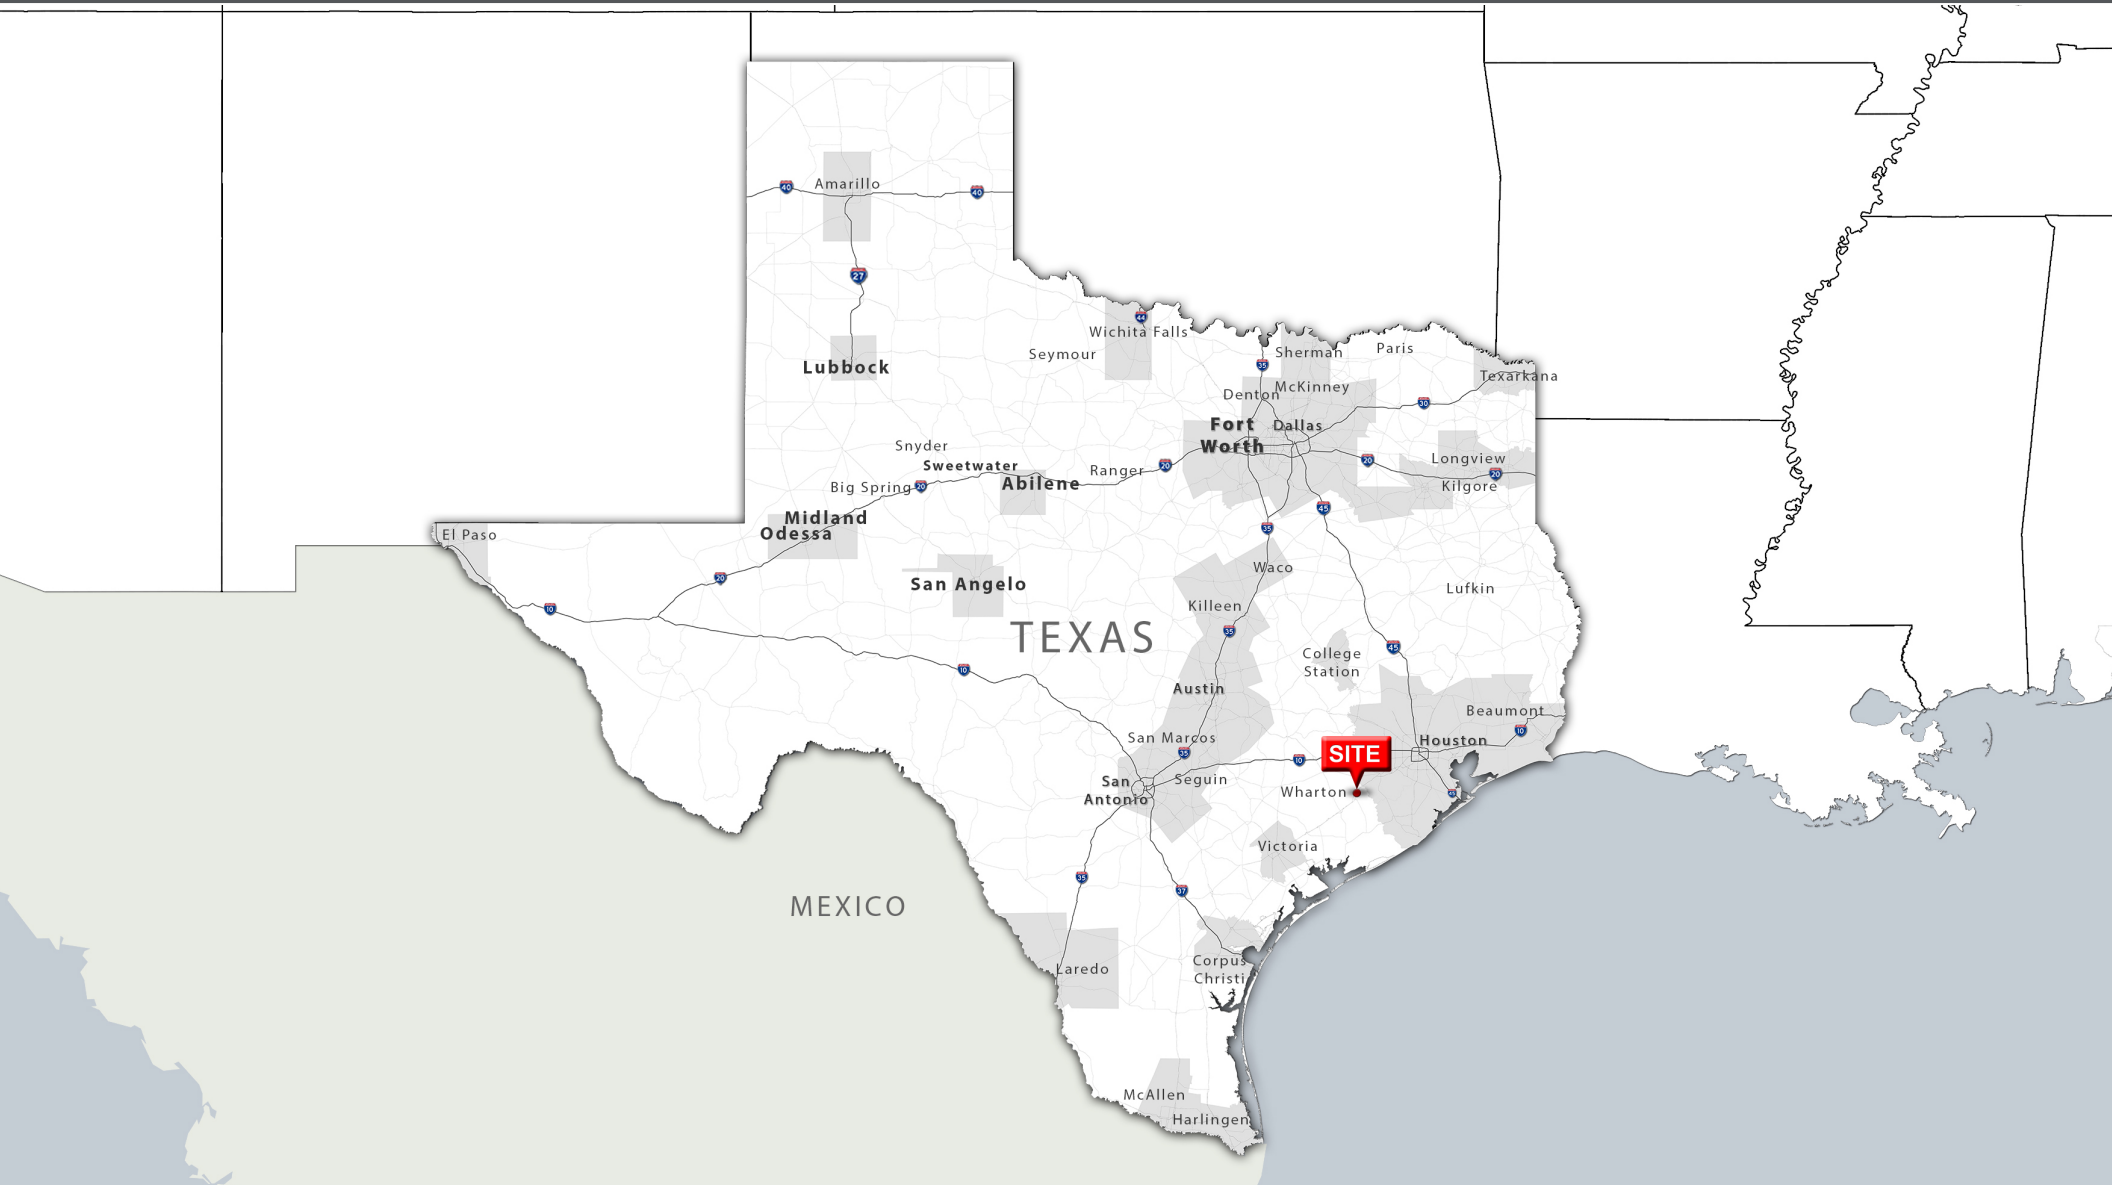 40
Amarillo
40
27
44
Wichita Falls
Seymour
Sherman
Paris
35
Lubbock
Texarkana
McKinney
Denton
30
Fort
Worth
Dallas
Snyder
Sweetwater
Ranger
20
20
Longview
20
Big Spring
20
Abilene
Kilgore
Midland
Odessa
45
35
El Paso
Waco
20
San Angelo
Lufkin
10
Killeen
TEXAS
35
45
College
Station
10
Austin
Beaumont
San Marcos
35
10
Houston
10
SITE
San
Antonio
Seguin
Wharton
45
Victoria
35
37
MEXICO
Laredo
Corpus
Christi
McAllen
Harlingen